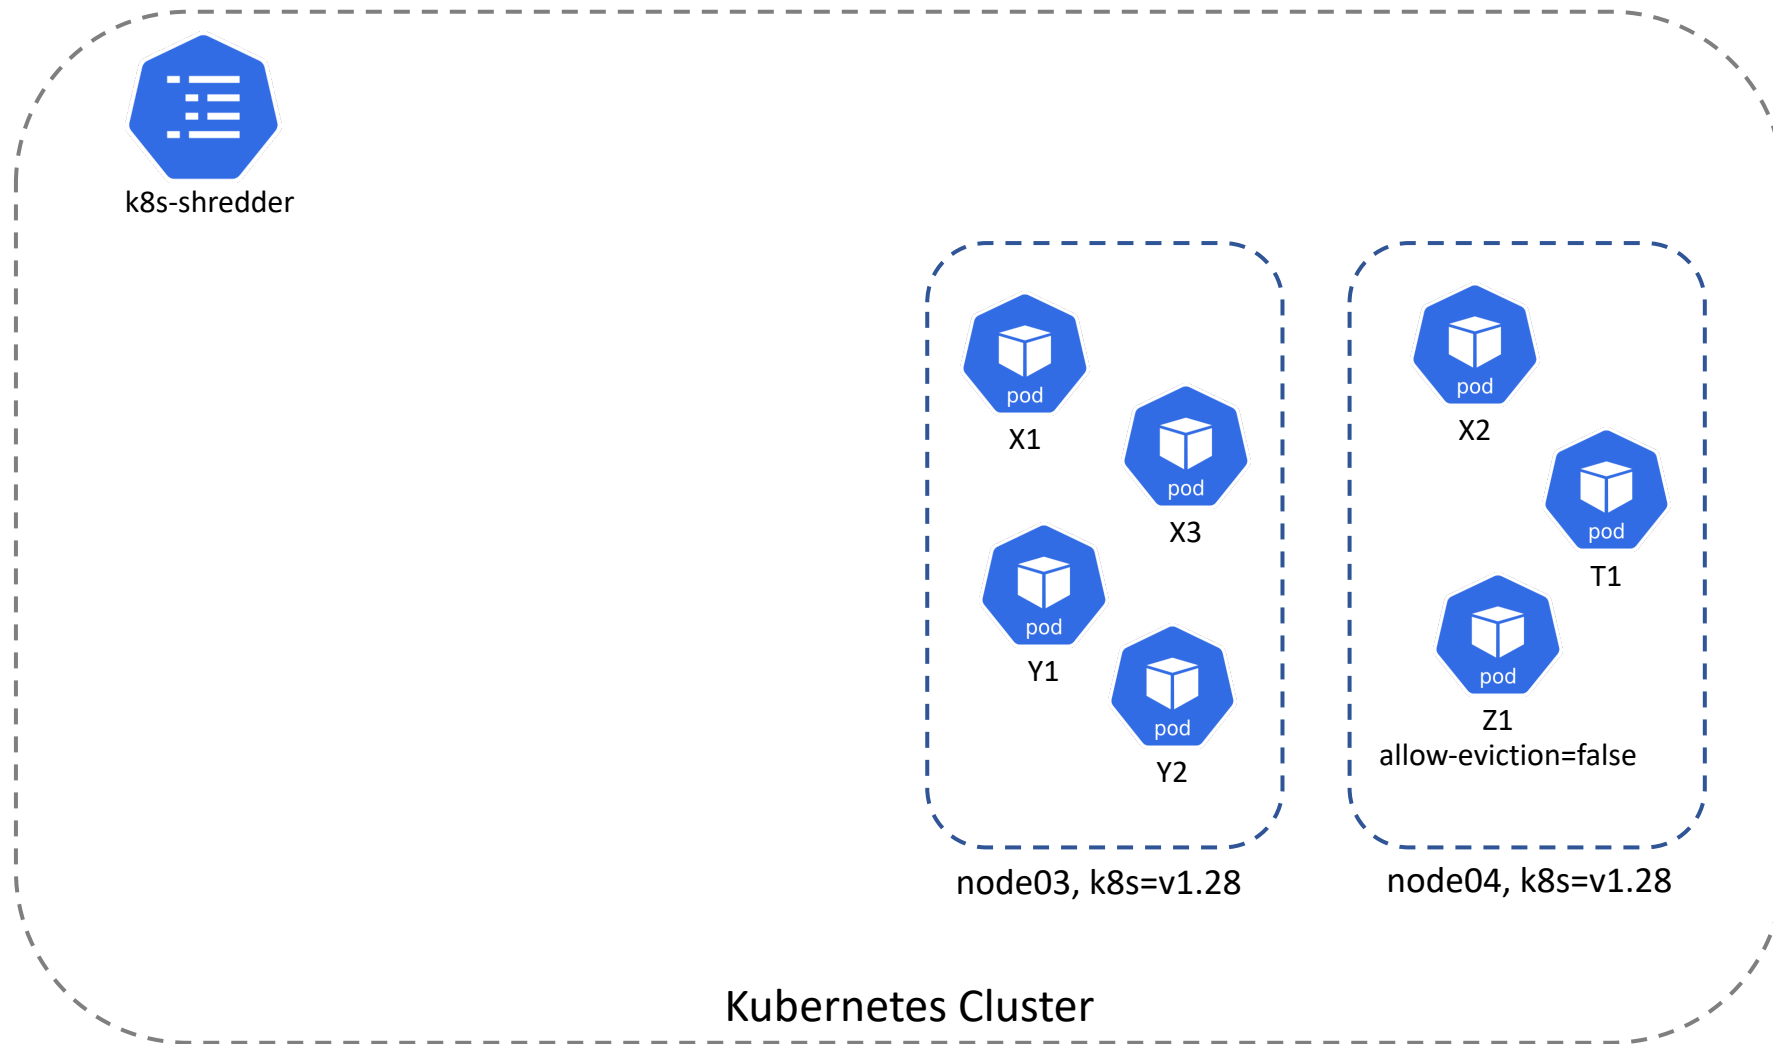 k8s-shredder
pod
X1
pod
X3
pod
Y1
pod
Y2
node03, k8s=v1.28
pod
X2
pod
T1
pod
Z1
allow-eviction=false
node04, k8s=v1.28
Kubernetes Cluster